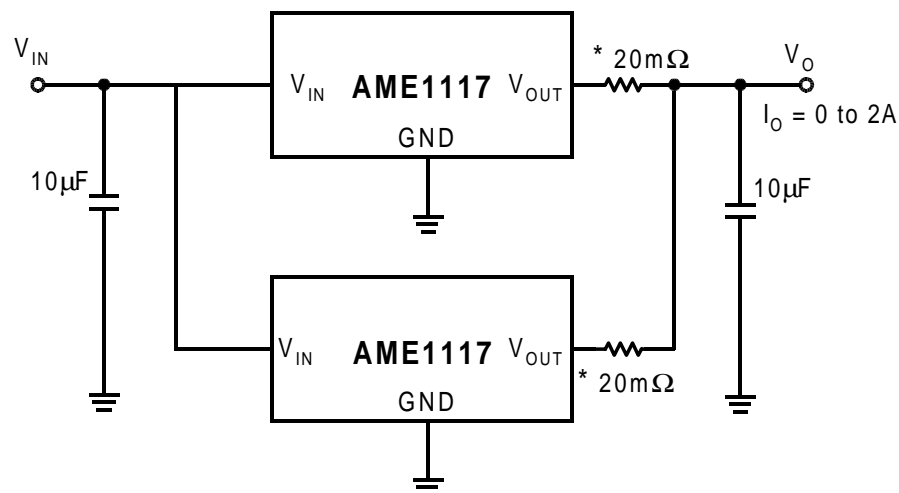 V_IN
V_IN AME1117 V_OUT
GND
* 20mΩ
V_O
I_O = 0 to 2A
10μF
10μF
V_IN AME1117 V_OUT
GND
* 20mΩ